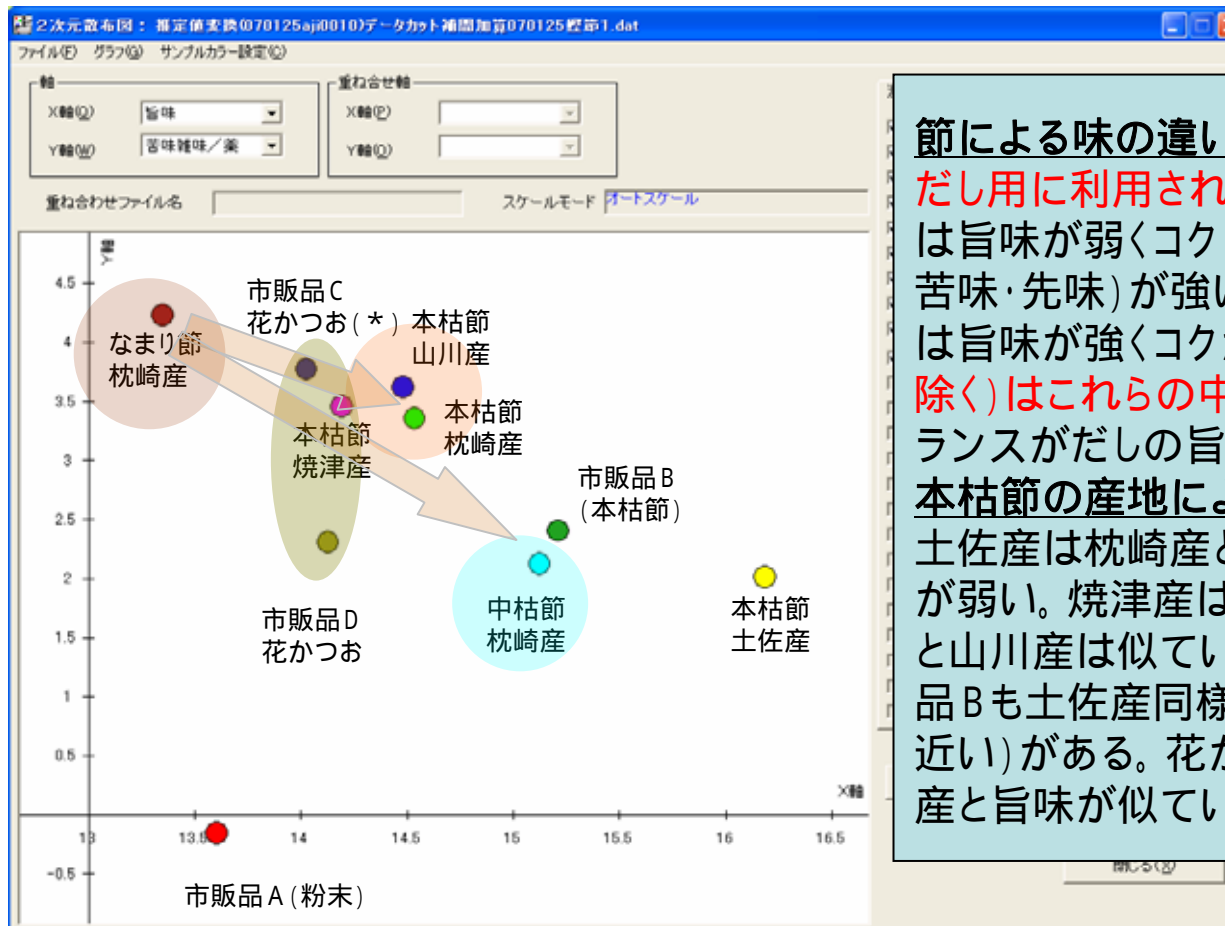 2次元散布図： 推定値変換(070125aji0010)データカット補間加算070125鰹節1.dat
ファイル(F) グラフ(G) サンプルカラー設定(C)
軸
X軸(Q) 旨味
Y軸(W) 苦味雑味／薬
重ね合せ軸
X軸(P)
Y軸(O)
重ね合わせファイル名
スケールモード オートスケール
Y軸
4.5
4
3.5
3
2.5
2
1.5
1
0.5
-0.5
なまり節
枕崎産
市販品C
花かつお(＊)
本枯節
山川産
本枯節
枕崎産
本枯節
焼津産
市販品B
(本枯節)
市販品D
花かつお
中枯節
枕崎産
本枯節
土佐産
X軸
13
13.5
14
14.5
15
15.5
16
16.5
市販品A(粉末)
節による味の違い
だし用に利用され
は旨味が弱くコク
苦味・先味)が強い
は旨味が強くコク
除く)はこれらの中
ランスがだしの旨
本枯節の産地によ
土佐産は枕崎産と
が弱い。焼津産は
と山川産は似てい
品Bも土佐産同様
近い)がある。花か
産と旨味が似てい
閉じる(X)